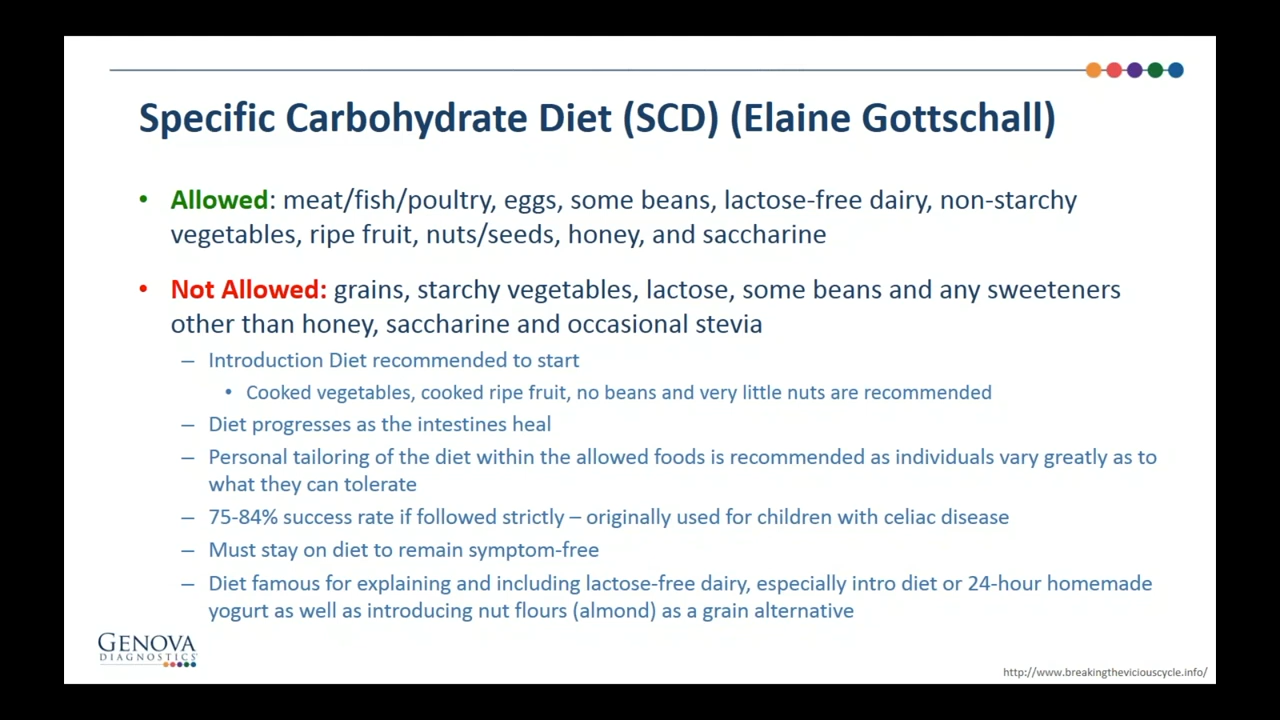 Specific Carbohydrate Diet (SCD) (Elaine Gottschall)
• Allowed: meat/fish/poultry, eggs, some beans, lactose-free dairy, non-starchy
vegetables, ripe fruit, nuts/seeds, honey, and saccharine
• Not Allowed: grains, starchy vegetables, lactose, some beans and any sweeteners
other than honey, saccharine and occasional stevia
– Introduction Diet recommended to start
• Cooked vegetables, cooked ripe fruit, no beans and very little nuts are recommended
– Diet progresses as the intestines heal
– Personal tailoring of the diet within the allowed foods is recommended as individuals vary greatly as to
what they can tolerate
– 75-84% success rate if followed strictly – originally used for children with celiac disease
– Must stay on diet to remain symptom-free
– Diet famous for explaining and including lactose-free dairy, especially intro diet or 24-hour homemade
yogurt as well as introducing nut flours (almond) as a grain alternative
GENOVA
DIAGNOSTICS
http://www.breakingtheviciouscycle.info/